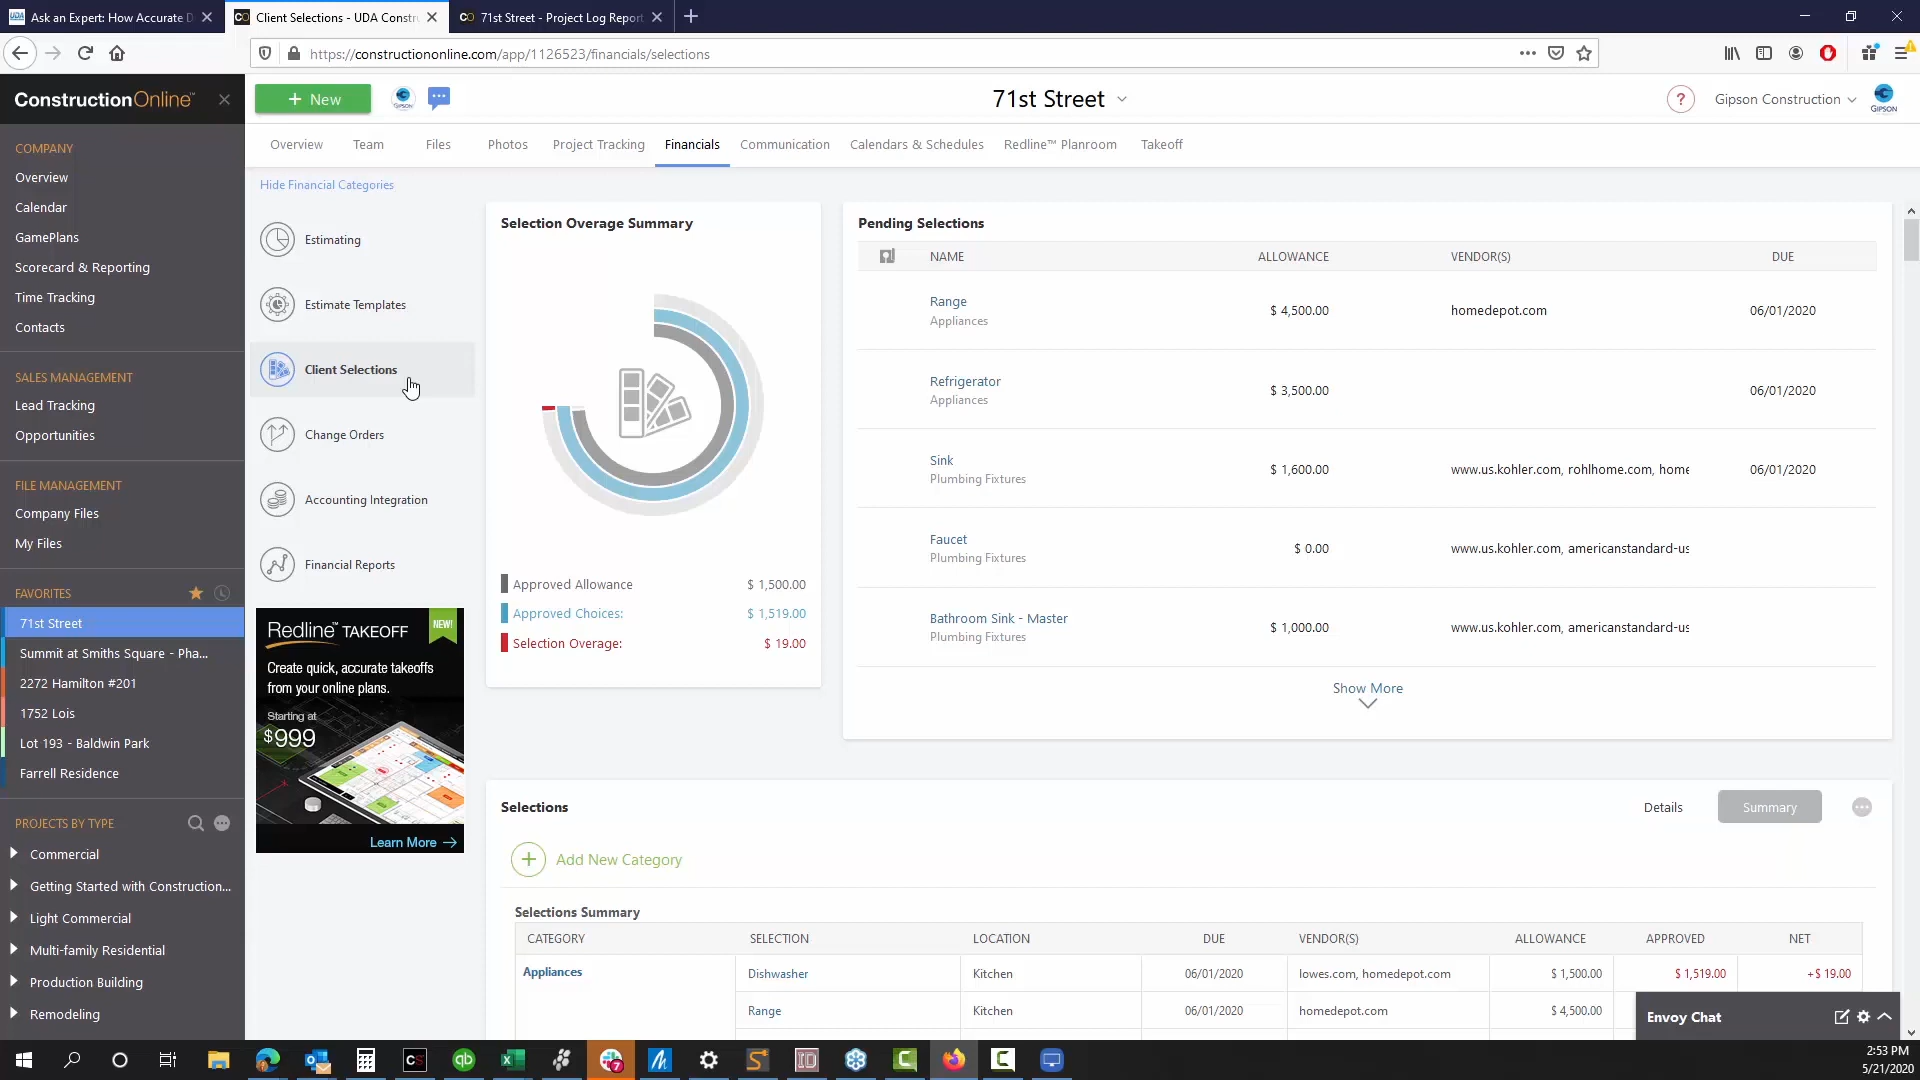 Ask an Expert: How Accurate D
Client Selections - UDA Constru
71st Street - Project Log Report
https://constructiononline.com/app/1126523/financials/selections
ConstructionOnline™
New
71st Street
Gipson Construction
GIPSON
Overview Team Files Photos Project Tracking Financials Communication Calendars & Schedules Redline™ Planroom Takeoff
COMPANY
Overview
Calendar
GamePlans
Scorecard & Reporting
Time Tracking
Contacts
SALES MANAGEMENT
Lead Tracking
Opportunities
FILE MANAGEMENT
Company Files
My Files
FAVORITES
71st Street
Summit at Smiths Square - Pha...
2272 Hamilton #201
1752 Lois
Lot 193 - Baldwin Park
Farrell Residence
PROJECTS BY TYPE
Commercial
Getting Started with Construction...
Light Commercial
Multi-family Residential
Production Building
Remodeling
Hide Financial Categories
Estimating
Estimate Templates
Client Selections
Change Orders
Accounting Integration
Financial Reports
Redline™ TAKEOFF NEW!
Create quick, accurate takeoffs
from your online plans.
Starting at
$999
Learn More
Selection Overage Summary
Approved Allowance $ 1,500.00
Approved Choices: $ 1,519.00
Selection Overage: $ 19.00
Pending Selections
NAME ALLOWANCE VENDOR(S) DUE
Range
Appliances
$ 4,500.00 homedepot.com 06/01/2020
Refrigerator
Appliances
$ 3,500.00 06/01/2020
Sink
Plumbing Fixtures
$ 1,600.00 www.us.kohler.com, rohlhome.com, home 06/01/2020
Faucet
Plumbing Fixtures
$ 0.00 www.us.kohler.com, americanstandard-us
Bathroom Sink - Master
Plumbing Fixtures
$ 1,000.00 www.us.kohler.com, americanstandard-us
Show More
Selections Details Summary
Add New Category
Selections Summary
CATEGORY SELECTION LOCATION DUE VENDOR(S) ALLOWANCE APPROVED NET
Appliances Dishwasher Kitchen 06/01/2020 lowes.com, homedepot.com $ 1,500.00 $ 1,519.00 +$ 19.00
Range Kitchen 06/01/2020 homedepot.com $ 4,500.00
Envoy Chat
2:53 PM
5/21/2020